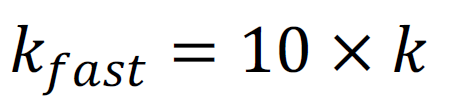 k_fast = 10 × k